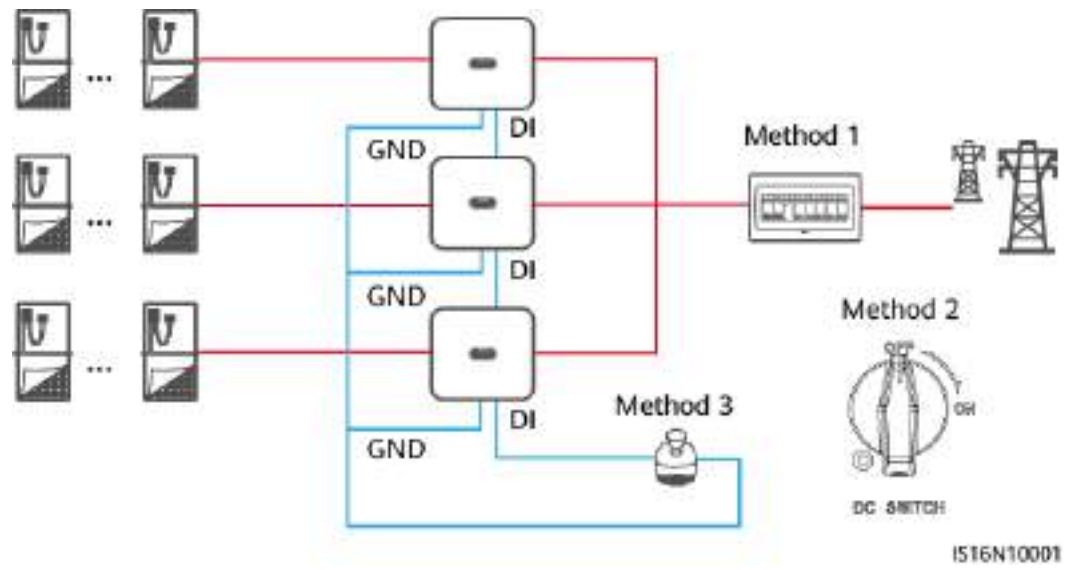 ...
DI
GND
Method 1
...
DI
GND
Method 2
OFF
ON
...
Method 3
DI
GND
DC SWITCH
IS16N10001